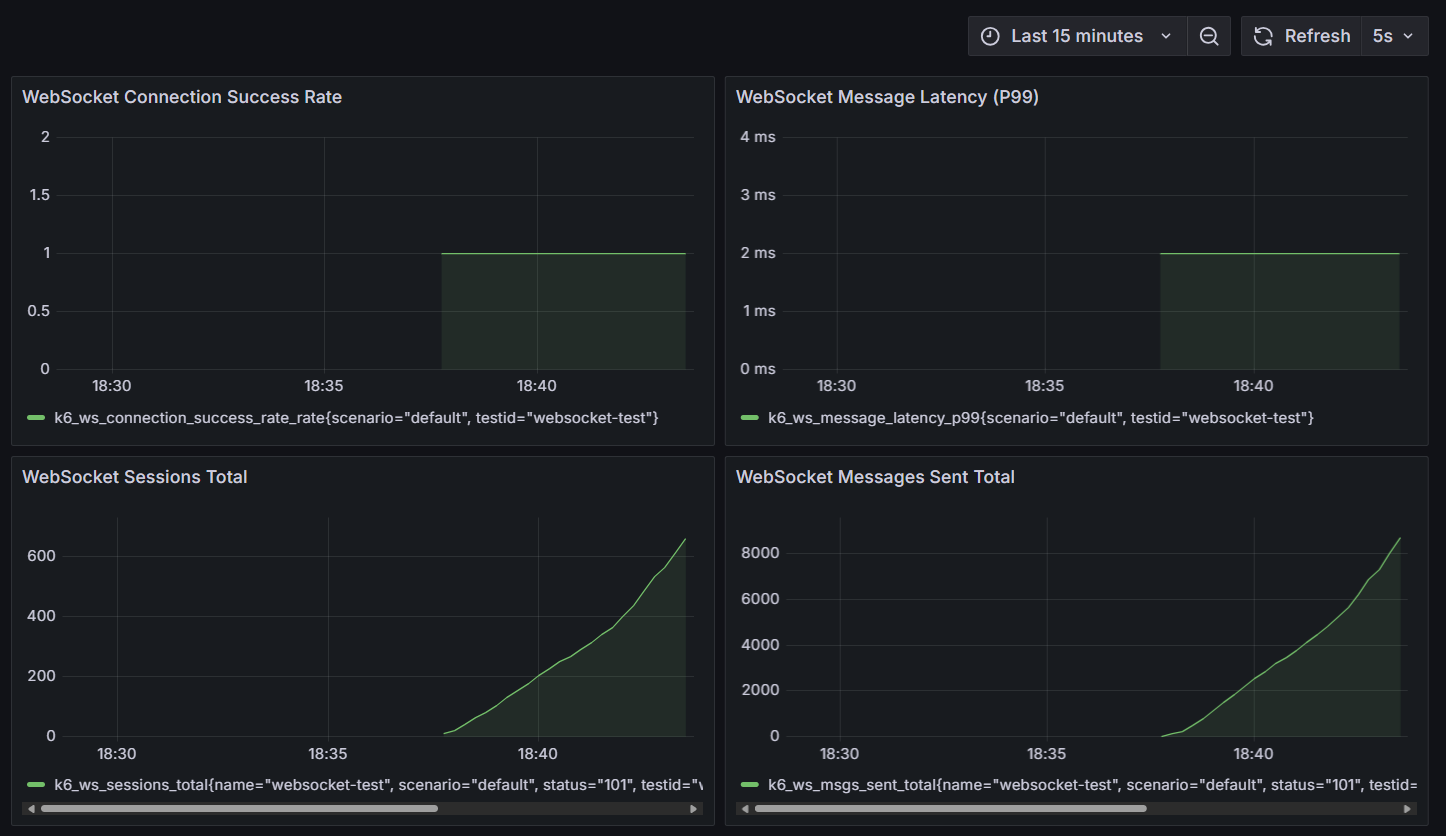 Last 15 minutes
Refresh
5s
WebSocket Connection Success Rate
2
1.5
1
0.5
0
18:30
18:35
18:40
k6_ws_connection_success_rate_rate{scenario="default", testid="websocket-test"}
WebSocket Message Latency (P99)
4 ms
3 ms
2 ms
1 ms
0 ms
18:30
18:35
18:40
k6_ws_message_latency_p99{scenario="default", testid="websocket-test"}
WebSocket Sessions Total
600
400
200
0
18:30
18:35
18:40
k6_ws_sessions_total{name="websocket-test", scenario="default", status="101", testid="w
WebSocket Messages Sent Total
8000
6000
4000
2000
0
18:30
18:35
18:40
k6_ws_msgs_sent_total{name="websocket-test", scenario="default", status="101", testid=